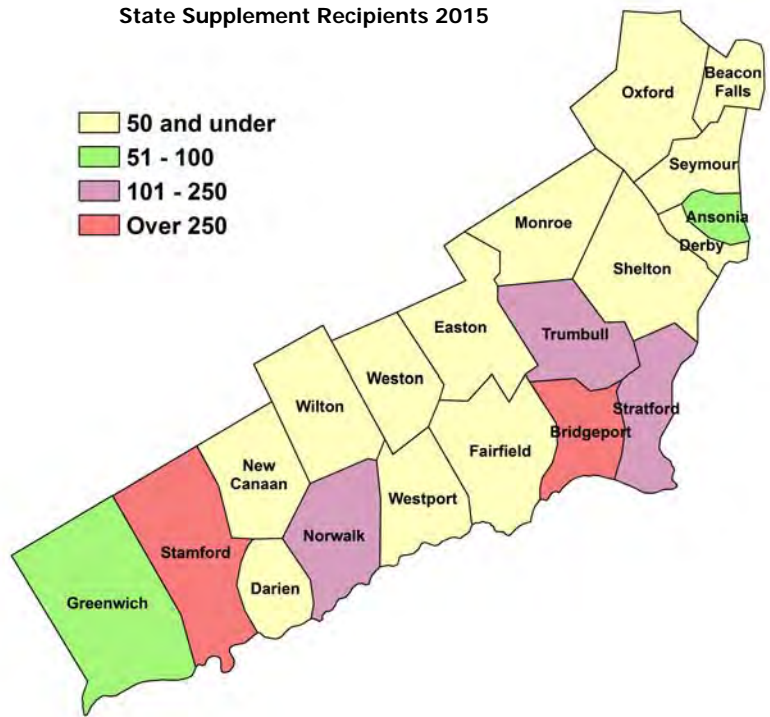 State Supplement Recipients 2015
50 and under
51 - 100
101 - 250
Over 250
Oxford
Beacon
Falls
Seymour
Ansonia
Derby
Monroe
Shelton
Easton
Trumbull
Weston
Wilton
Stratford
Bridgeport
Fairfield
New
Canaan
Westport
Norwalk
Stamford
Darien
Greenwich